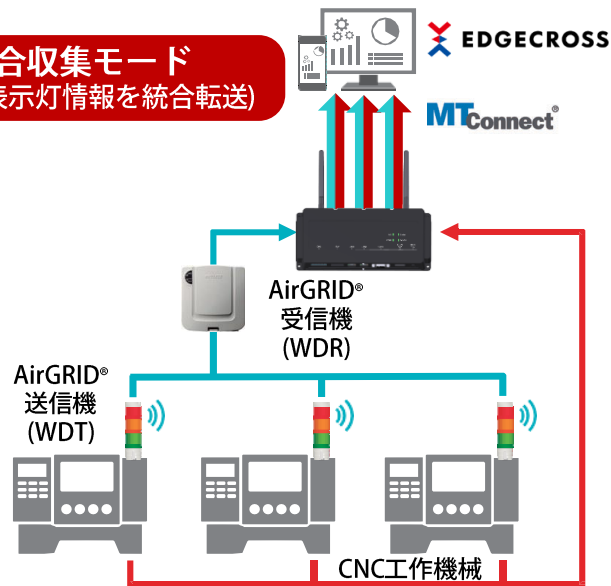 合収集モード
表示灯情報を統合転送)
EDGECROSS
MTConnect®
AirGRID®
受信機
(WDR)
AirGRID®
送信機
(WDT)
CNC工作機械